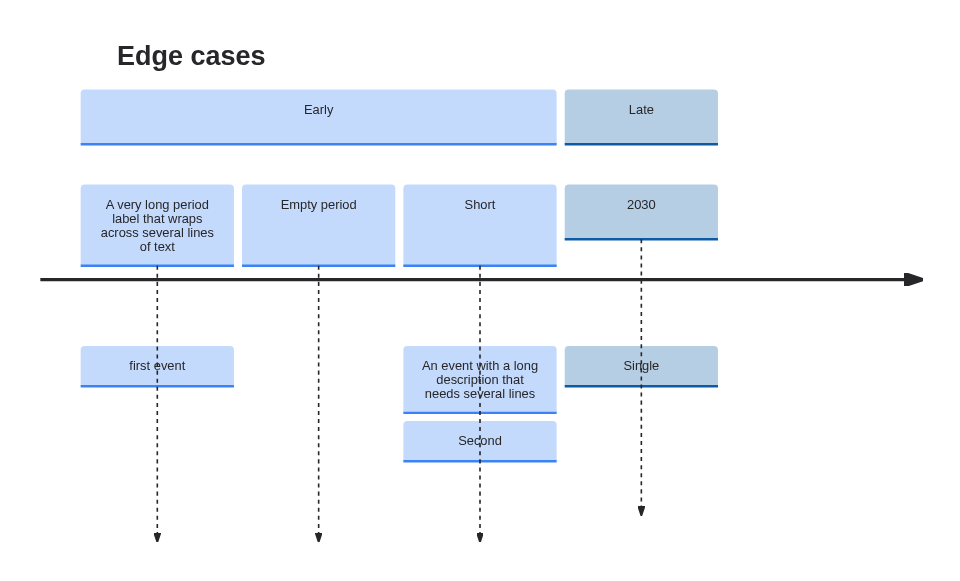 Edge cases
Early
Late
A very long period
label that wraps
across several lines
of text
Empty period
Short
2030
first event
An event with a long
description that
needs several lines
Second
Single